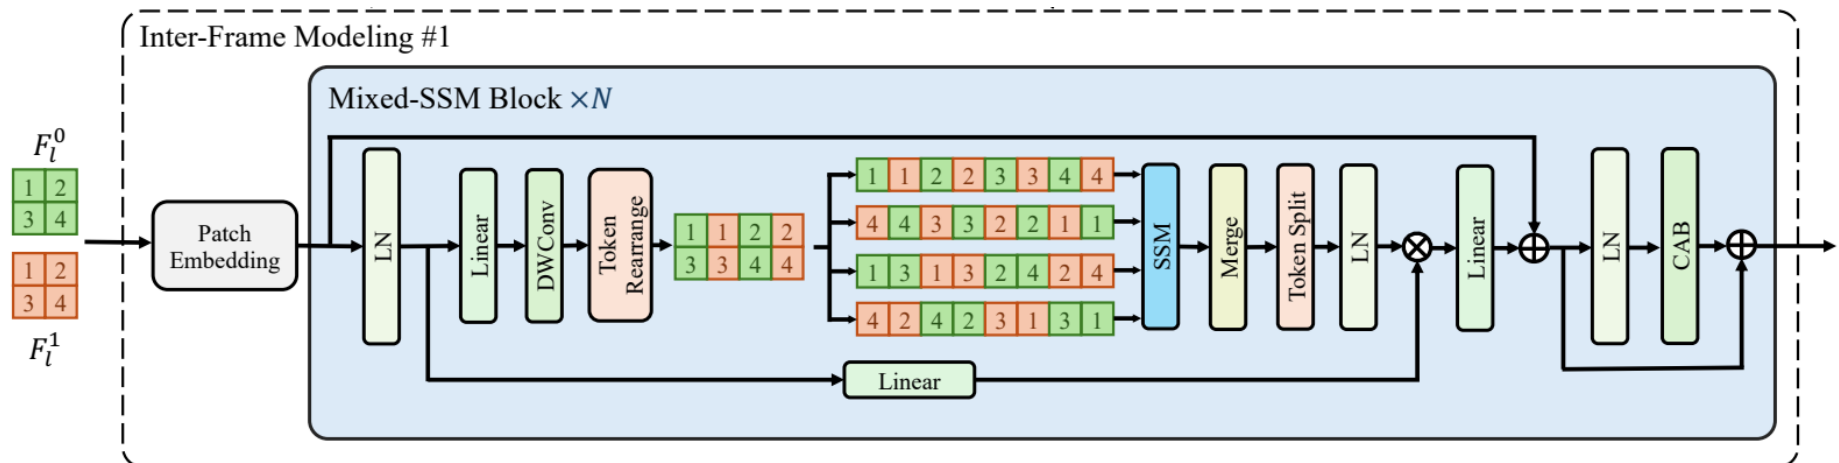 Inter-Frame Modeling #1
Mixed-SSM Block ×N
F_l^0
1 2
3 4
1 2
3 4
F_l^1
Patch
Embedding
LN
Linear
DWConv
Token
Rearrange
1 1 2 2
3 3 4 4
1 1 2 2 3 3 4 4
4 4 3 3 2 2 1 1
1 3 1 3 2 4 2 4
4 2 4 2 3 1 3 1
SSM
Merge
Token Split
LN
Linear
LN
CAB
Linear